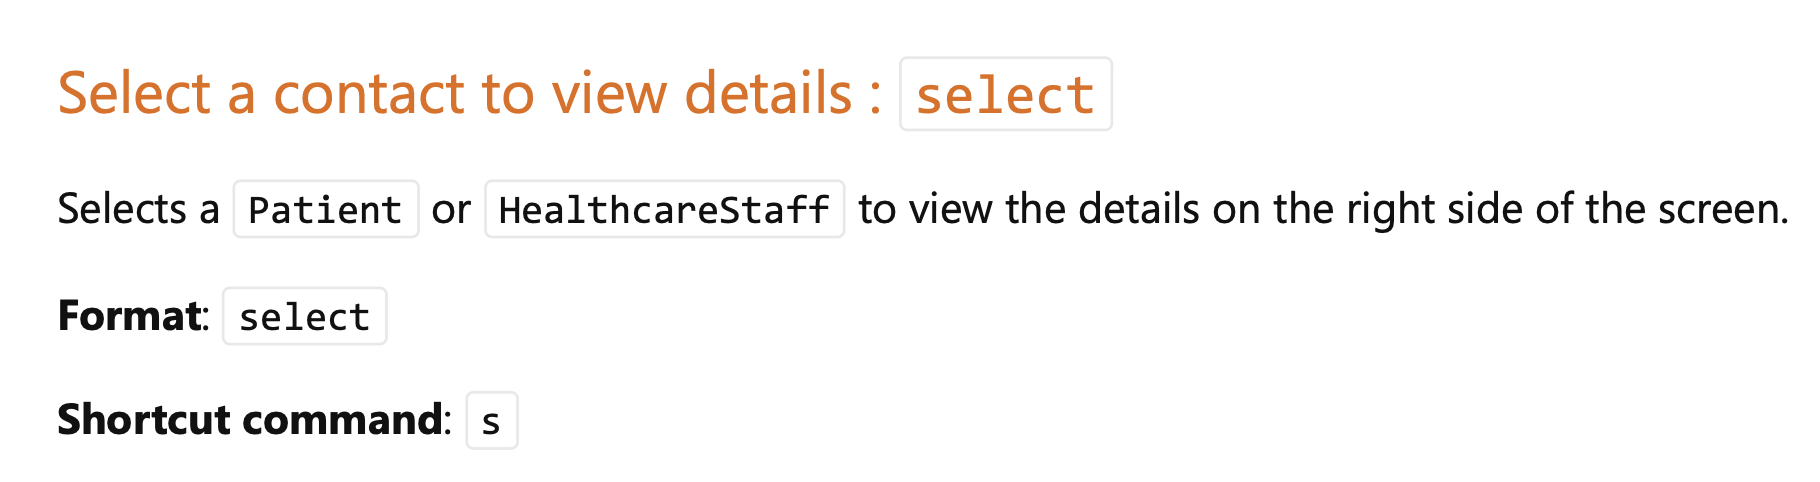 Select a contact to view details : select
Selects a Patient or HealthcareStaff to view the details on the right side of the screen.
Format: select
Shortcut command: s